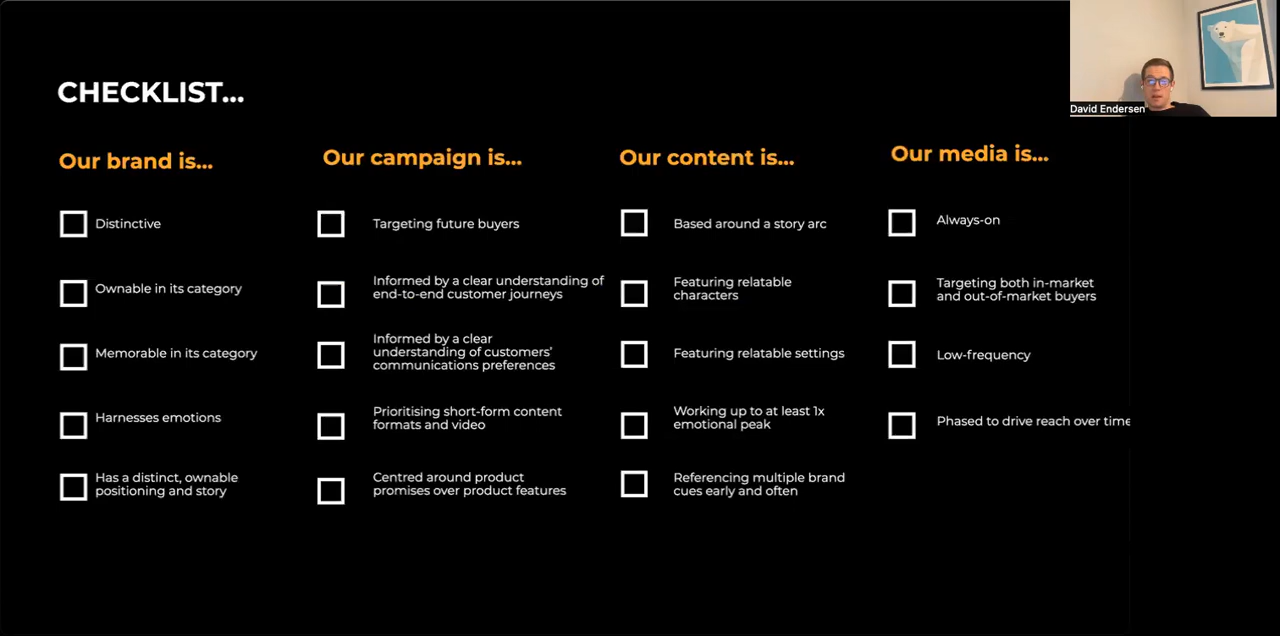 CHECKLIST...
David Endersen
Our brand is...
Distinctive
Ownable in its category
Memorable in its category
Harnesses emotions
Has a distinct, ownable
positioning and story
Our campaign is...
Targeting future buyers
Informed by a clear understanding of
end-to-end customer journeys
Informed by a clear
understanding of customers’
communications preferences
Prioritising short-form content
formats and video
Centred around product
promises over product features
Our content is...
Based around a story arc
Featuring relatable
characters
Featuring relatable settings
Working up to at least 1x
emotional peak
Referencing multiple brand
cues early and often
Our media is...
Always-on
Targeting both in-market
and out-of-market buyers
Low-frequency
Phased to drive reach over time